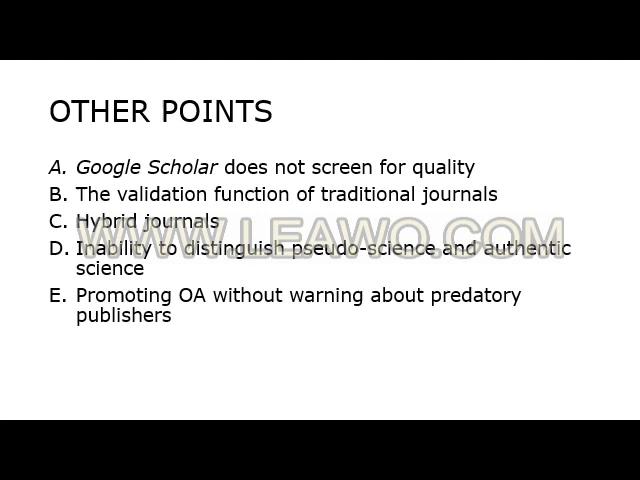 OTHER POINTS
A. Google Scholar does not screen for quality
B. The validation function of traditional journals
C. Hybrid journals
WWW.LEAWO.COM
D. Inability to distinguish pseudo-science and authentic
science
E. Promoting OA without warning about predatory
publishers